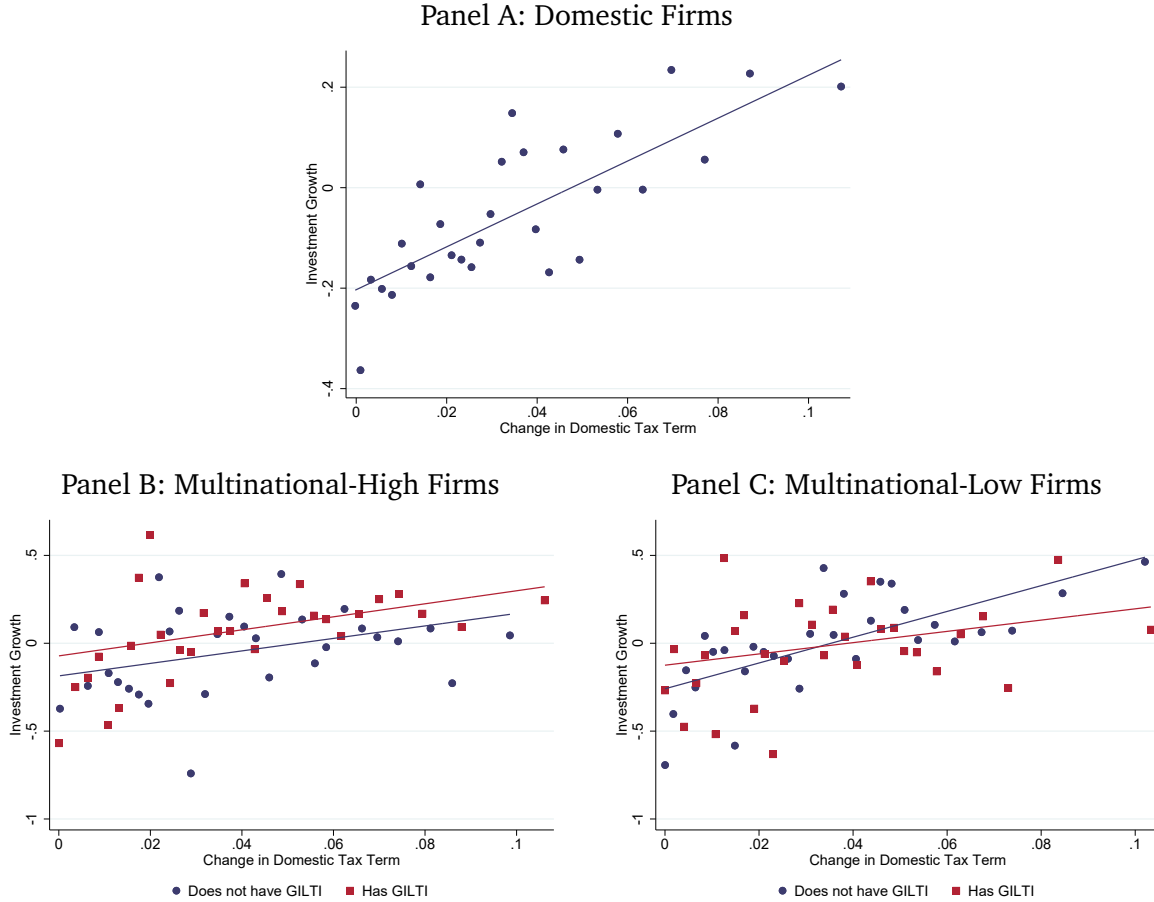 Panel A: Domestic Firms
Investment Growth
.2
0
-.2
-.4
0 .02 .04 .06 .08 .1
Change in Domestic Tax Term
Panel B: Multinational-High Firms
Investment Growth
.5
0
-.5
-1
0 .02 .04 .06 .08 .1
Change in Domestic Tax Term
Does not have GILTI Has GILTI
Panel C: Multinational-Low Firms
Investment Growth
.5
0
-.5
-1
0 .02 .04 .06 .08 .1
Change in Domestic Tax Term
Does not have GILTI Has GILTI